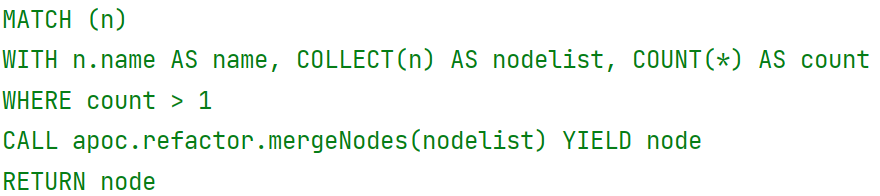 MATCH (n)
WITH n.name AS name, COLLECT(n) AS nodelist, COUNT(*) AS count
WHERE count > 1
CALL apoc.refactor.mergeNodes(nodelist) YIELD node
RETURN node